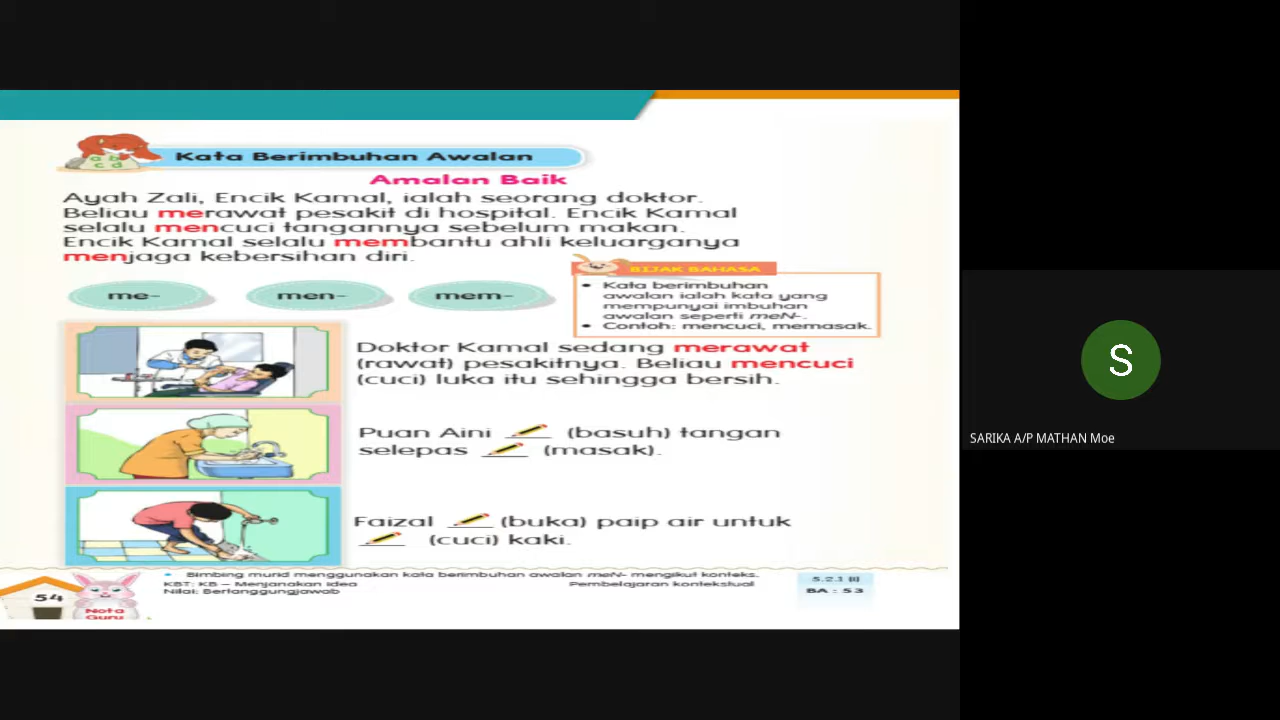 a b
c d
Kata Berimbuhan Awalan
Amalan Baik
Ayah Zali, Encik Kamal, ialah seorang doktor.
Beliau merawat pesakit di hospital. Encik Kamal
selalu mencuci tangannya sebelum makan.
Encik Kamal selalu membantu ahli keluarganya
menjaga kebersihan diri.
me-
men-
mem-
BIJAK BAHASA
• Kata berimbuhan
awalan ialah kata yang
mempunyai imbuhan
awalan seperti meN-.
• Contoh: mencuci, memasak.
Doktor Kamal sedang merawat
(rawat) pesakitnya. Beliau mencuci
(cuci) luka itu sehingga bersih.
Puan Aini ____ (basuh) tangan
selepas ____ (masak).
Faizal ____ (buka) paip air untuk
____ (cuci) kaki.
• Bimbing murid menggunakan kata berimbuhan awalan meN- mengikut konteks.
KBT: KB – Menjanakan idea
Pembelajaran kontekstual
Nilai: Bertanggungjawab
5.2.1 (i)
BA : 53
54
Nota
Guru
S
SARIKA A/P MATHAN Moe